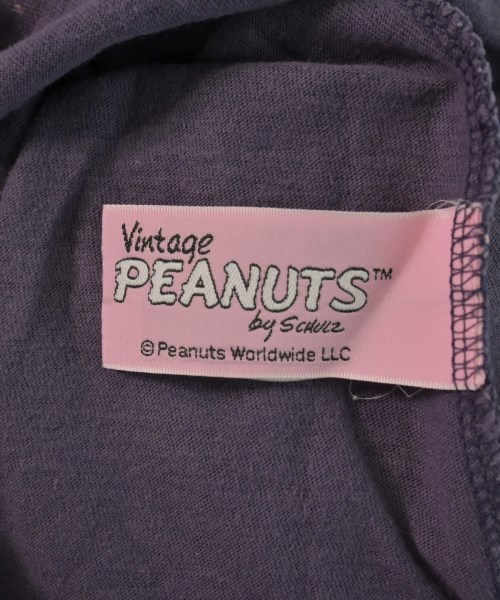 Vintage
PEANUTS™
by SCHULZ
© Peanuts Worldwide LLC